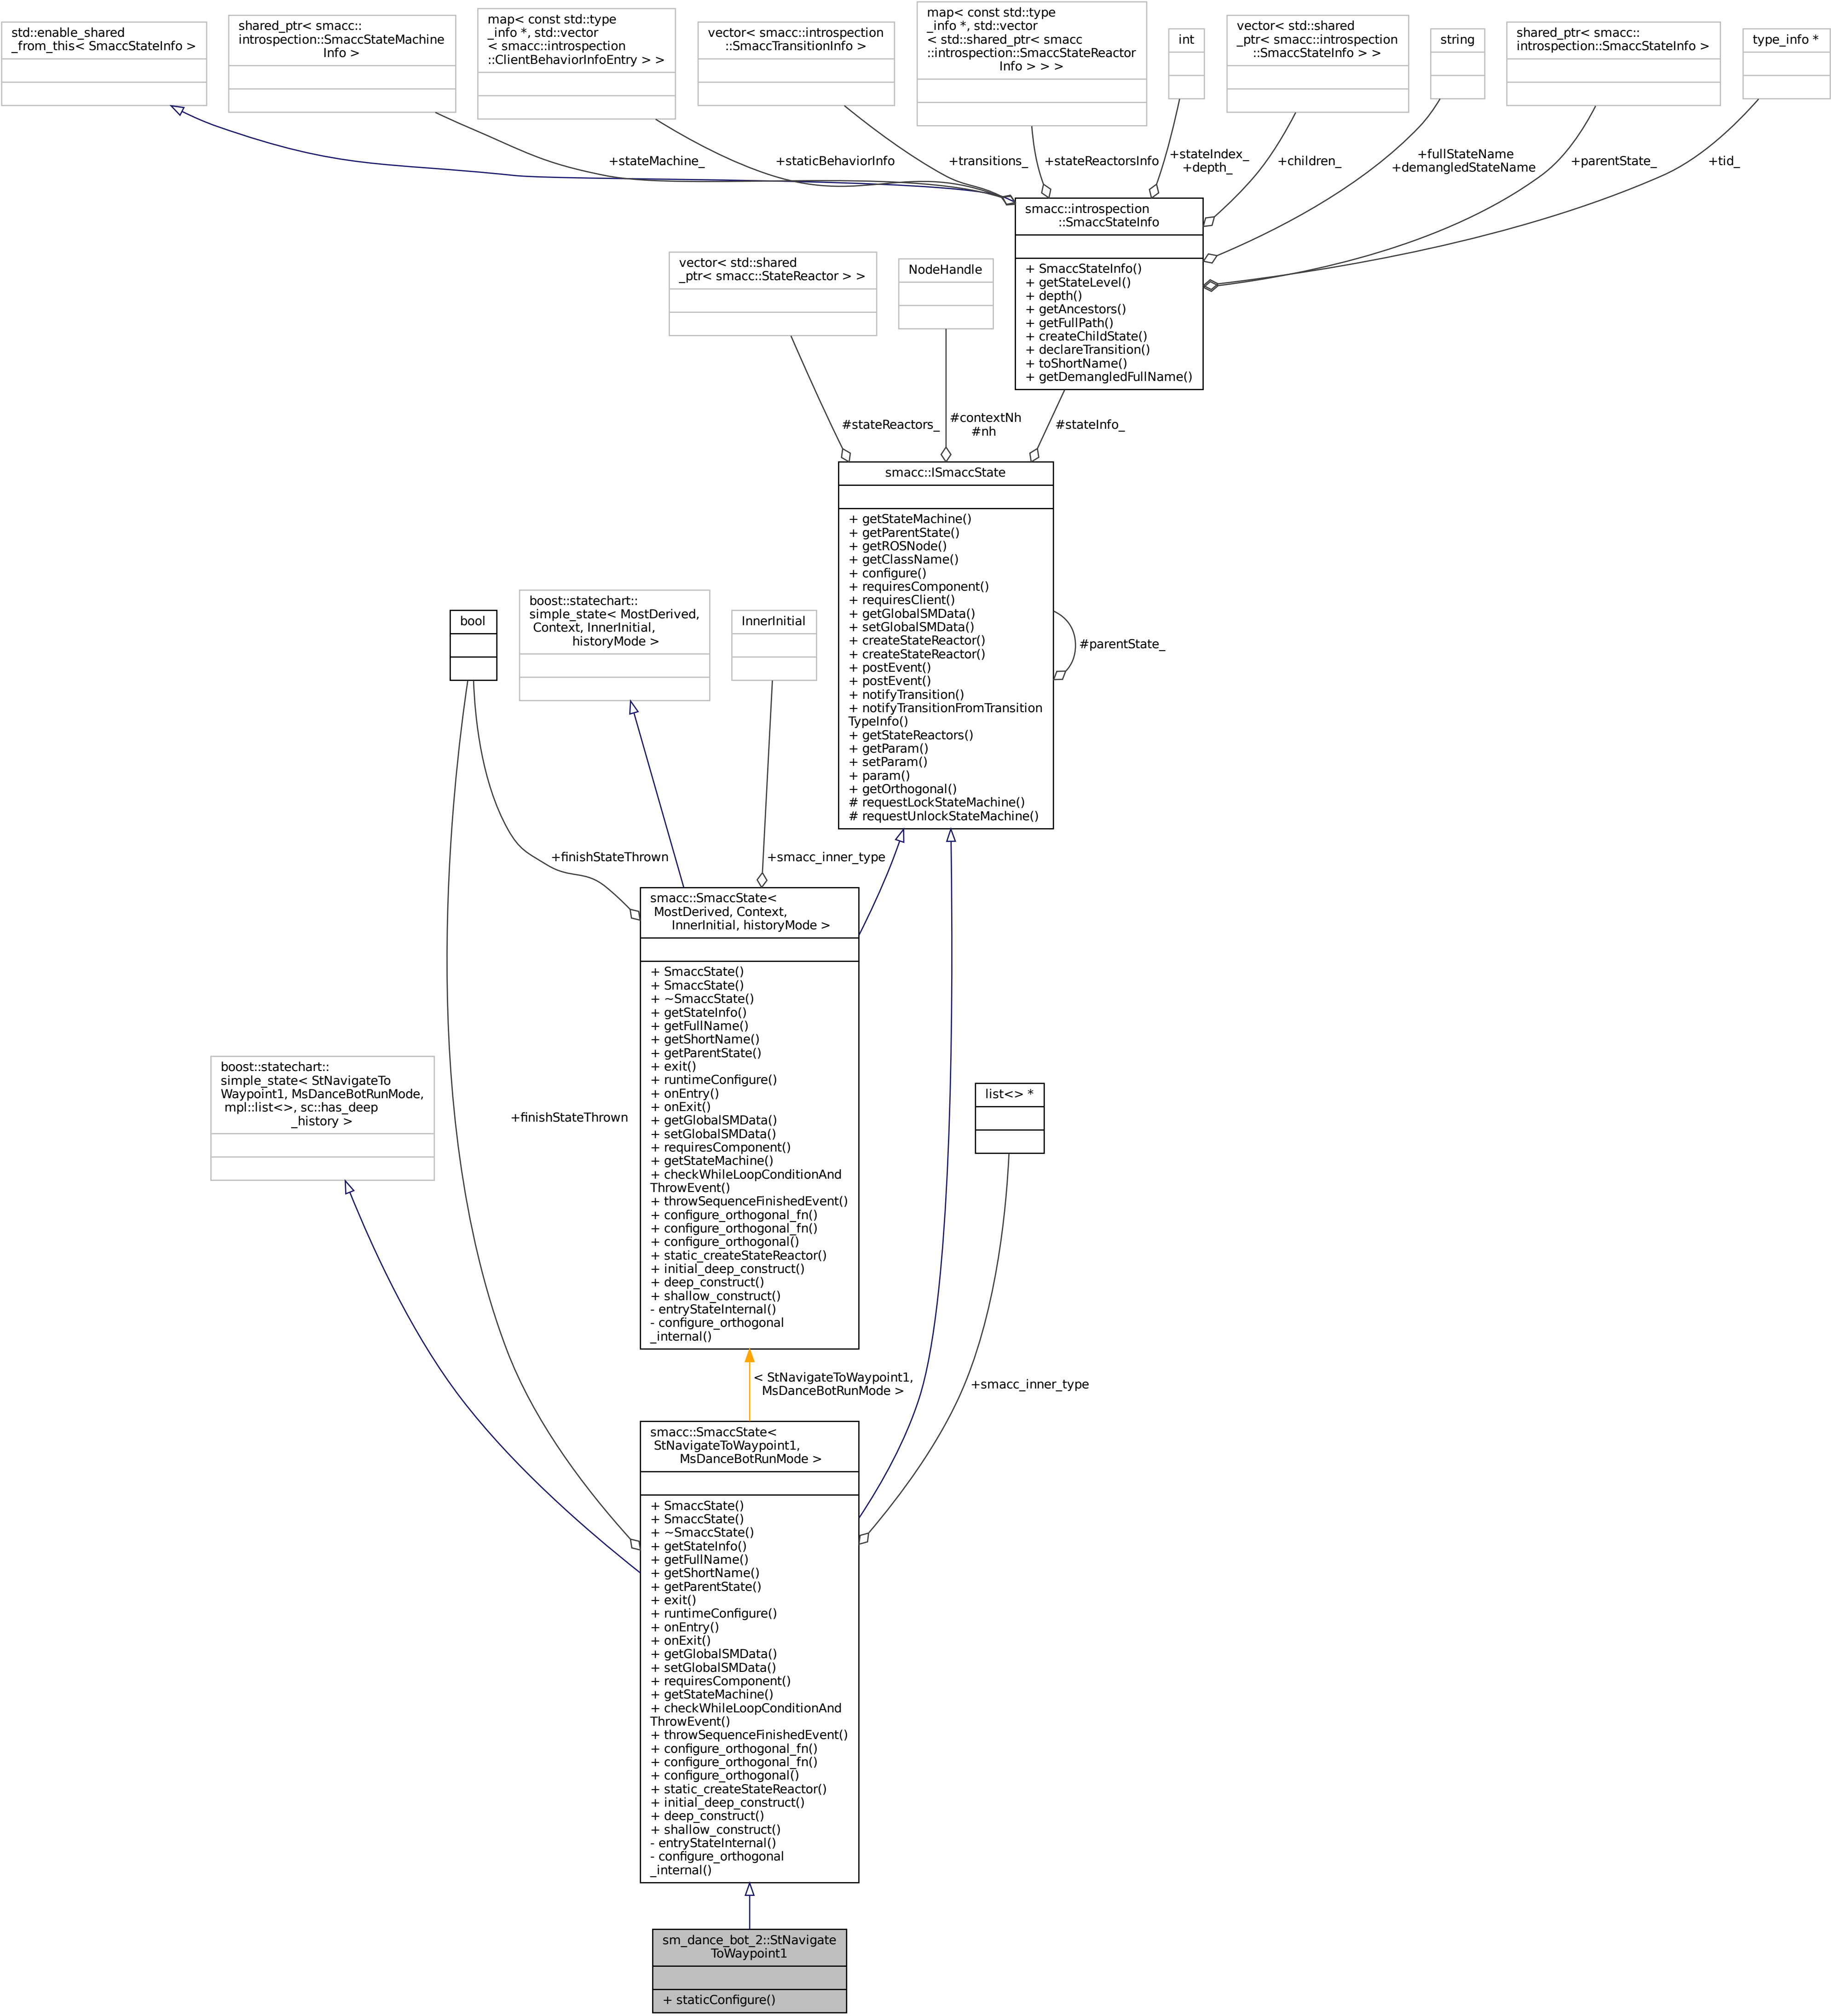 std::enable_shared
_from_this< SmaccStateInfo >
shared_ptr< smacc::
introspection::SmaccStateMachine
Info >
map< const std::type
_info *, std::vector
< smacc::introspection
::ClientBehaviorInfoEntry > >
vector< smacc::introspection
::SmaccTransitionInfo >
map< const std::type
_info *, std::vector
< std::shared_ptr< smacc
::introspection::SmaccStateReactor
Info > > >
int
vector< std::shared
_ptr< smacc::introspection
::SmaccStateInfo > >
string
shared_ptr< smacc::
introspection::SmaccStateInfo >
type_info *
+stateMachine_
+staticBehaviorInfo
+transitions_
+stateReactorsInfo
+stateIndex_
+depth_
+children_
+fullStateName
+demangledStateName
+parentState_
+tid_
smacc::introspection
::SmaccStateInfo
+ SmaccStateInfo()
+ getStateLevel()
+ depth()
+ getAncestors()
+ getFullPath()
+ createChildState()
+ declareTransition()
+ toShortName()
+ getDemangledFullName()
vector< std::shared
_ptr< smacc::StateReactor > >
NodeHandle
#stateReactors_
#contextNh
#nh
#stateInfo_
smacc::ISmaccState
+ getStateMachine()
+ getParentState()
+ getROSNode()
+ getClassName()
+ configure()
+ requiresComponent()
+ requiresClient()
+ getGlobalSMData()
+ setGlobalSMData()
+ createStateReactor()
+ createStateReactor()
+ postEvent()
+ postEvent()
+ notifyTransition()
+ notifyTransitionFromTransition
TypeInfo()
+ getStateReactors()
+ getParam()
+ setParam()
+ param()
+ getOrthogonal()
# requestLockStateMachine()
# requestUnlockStateMachine()
#parentState_
bool
boost::statechart::
simple_state< MostDerived,
Context, InnerInitial,
historyMode >
InnerInitial
+finishStateThrown
+smacc_inner_type
smacc::SmaccState<
MostDerived, Context,
InnerInitial, historyMode >
+ SmaccState()
+ SmaccState()
+ ~SmaccState()
+ getStateInfo()
+ getFullName()
+ getShortName()
+ getParentState()
+ exit()
+ runtimeConfigure()
+ onEntry()
+ onExit()
+ getGlobalSMData()
+ setGlobalSMData()
+ requiresComponent()
+ getStateMachine()
+ checkWhileLoopConditionAnd
ThrowEvent()
+ throwSequenceFinishedEvent()
+ configure_orthogonal_fn()
+ configure_orthogonal_fn()
+ configure_orthogonal()
+ static_createStateReactor()
+ initial_deep_construct()
+ deep_construct()
+ shallow_construct()
- entryStateInternal()
- configure_orthogonal
_internal()
boost::statechart::
simple_state< StNavigateTo
Waypoint1, MsDanceBotRunMode,
mpl::list<>, sc::has_deep
_history >
+finishStateThrown
list<> *
< StNavigateToWaypoint1,
MsDanceBotRunMode >
+smacc_inner_type
smacc::SmaccState<
StNavigateToWaypoint1,
MsDanceBotRunMode >
+ SmaccState()
+ SmaccState()
+ ~SmaccState()
+ getStateInfo()
+ getFullName()
+ getShortName()
+ getParentState()
+ exit()
+ runtimeConfigure()
+ onEntry()
+ onExit()
+ getGlobalSMData()
+ setGlobalSMData()
+ requiresComponent()
+ getStateMachine()
+ checkWhileLoopConditionAnd
ThrowEvent()
+ throwSequenceFinishedEvent()
+ configure_orthogonal_fn()
+ configure_orthogonal_fn()
+ configure_orthogonal()
+ static_createStateReactor()
+ initial_deep_construct()
+ deep_construct()
+ shallow_construct()
- entryStateInternal()
- configure_orthogonal
_internal()
sm_dance_bot_2::StNavigate
ToWaypoint1
+ staticConfigure()